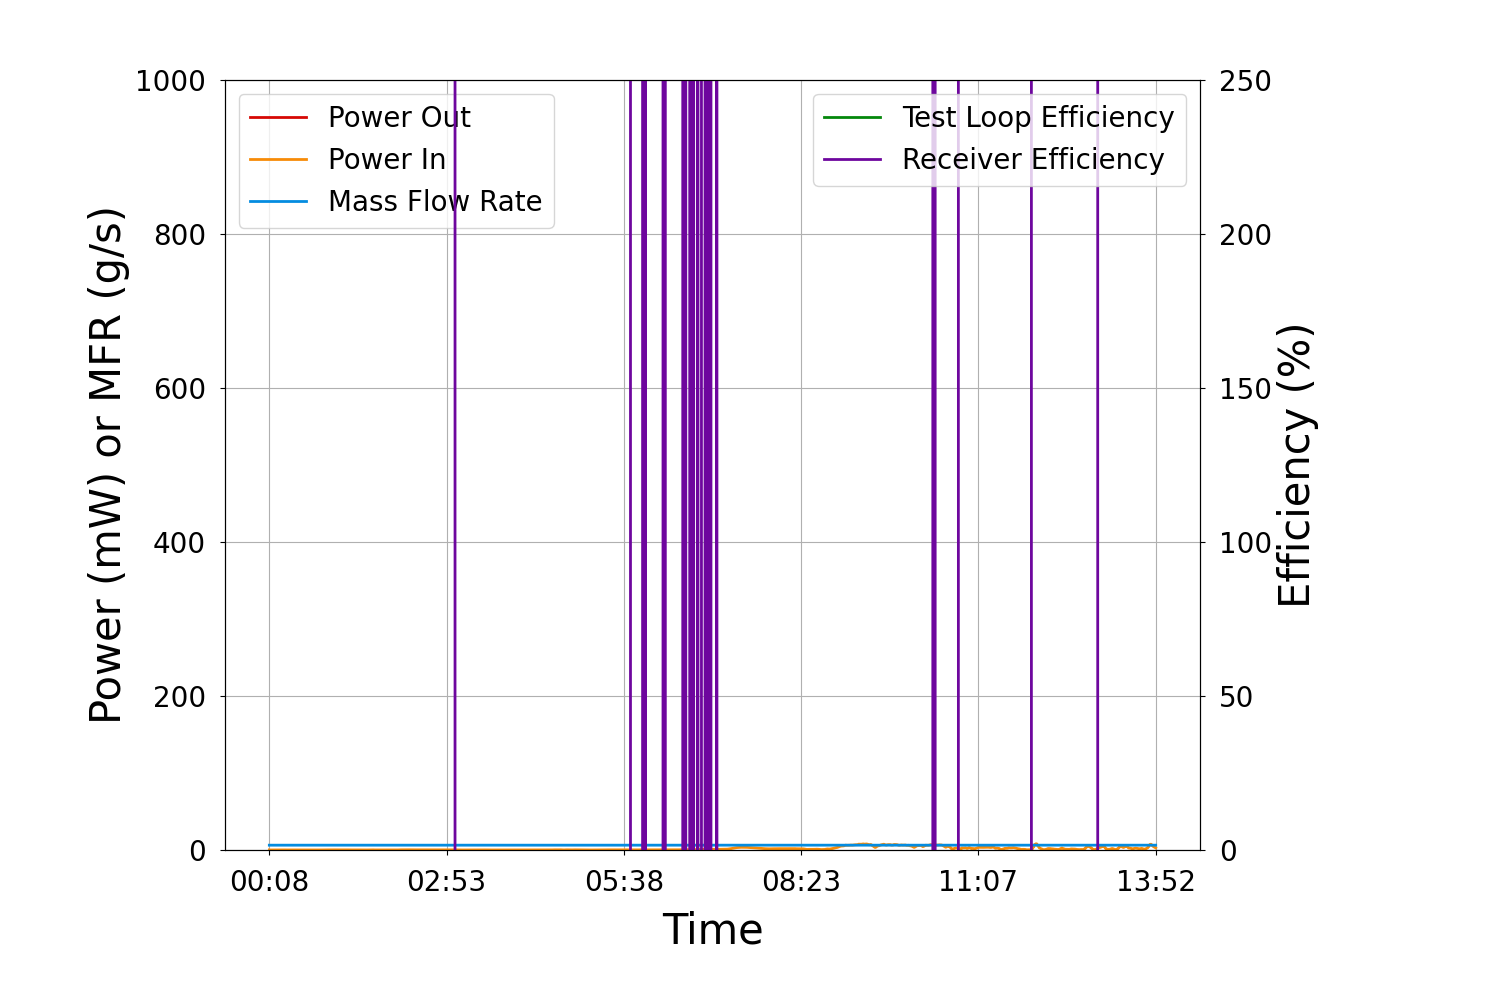 1000
800
600
400
200
0
Power (mW) or MFR (g/s)
Power Out
Power In
Mass Flow Rate
Test Loop Efficiency
Receiver Efficiency
250
200
150
100
50
0
Efficiency (%)
00:08 02:53 05:38 08:23 11:07 13:52
Time